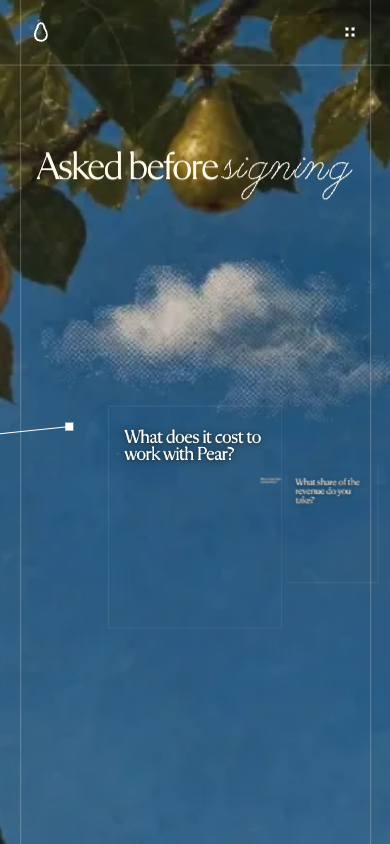 Asked before signing
What does it cost to
work with Pear?
What share of the
revenue do you
take?